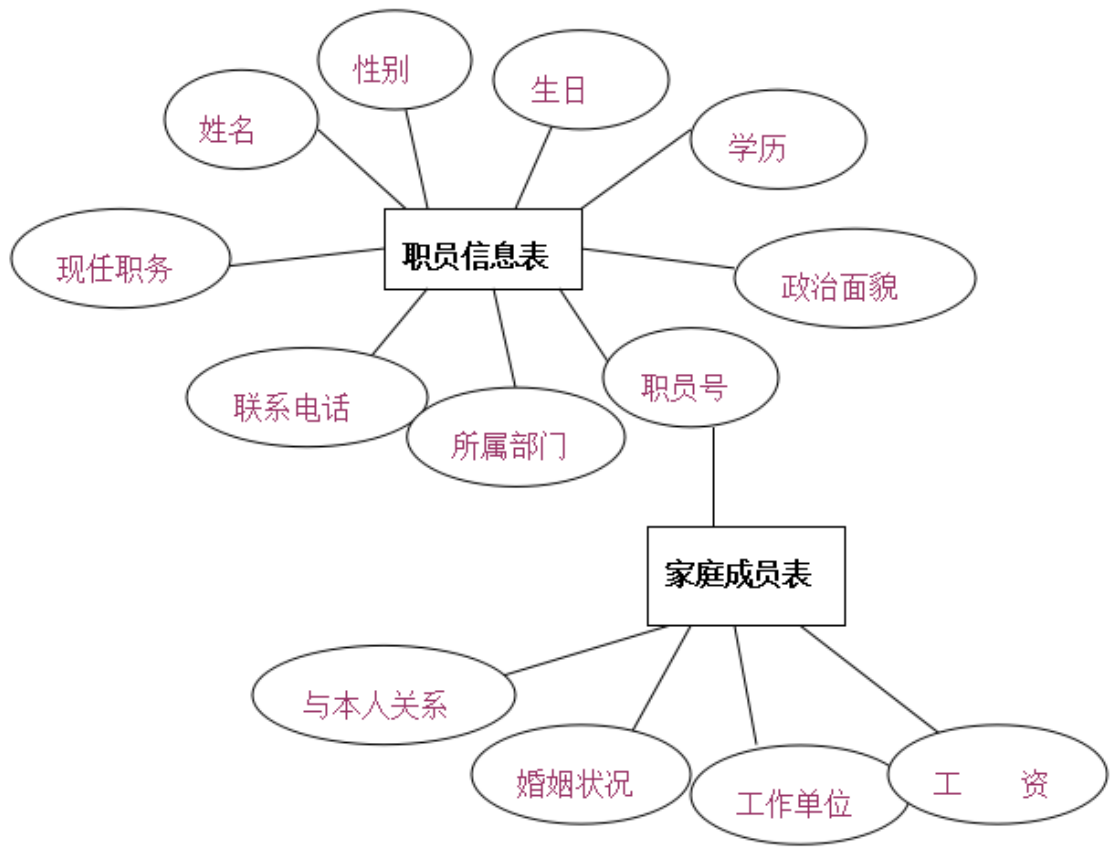 性别
生日
姓名
学历
职员信息表
现任职务
政治面貌
职员号
联系电话
所属部门
家庭成员表
与本人关系
婚姻状况
工作单位
工　　资